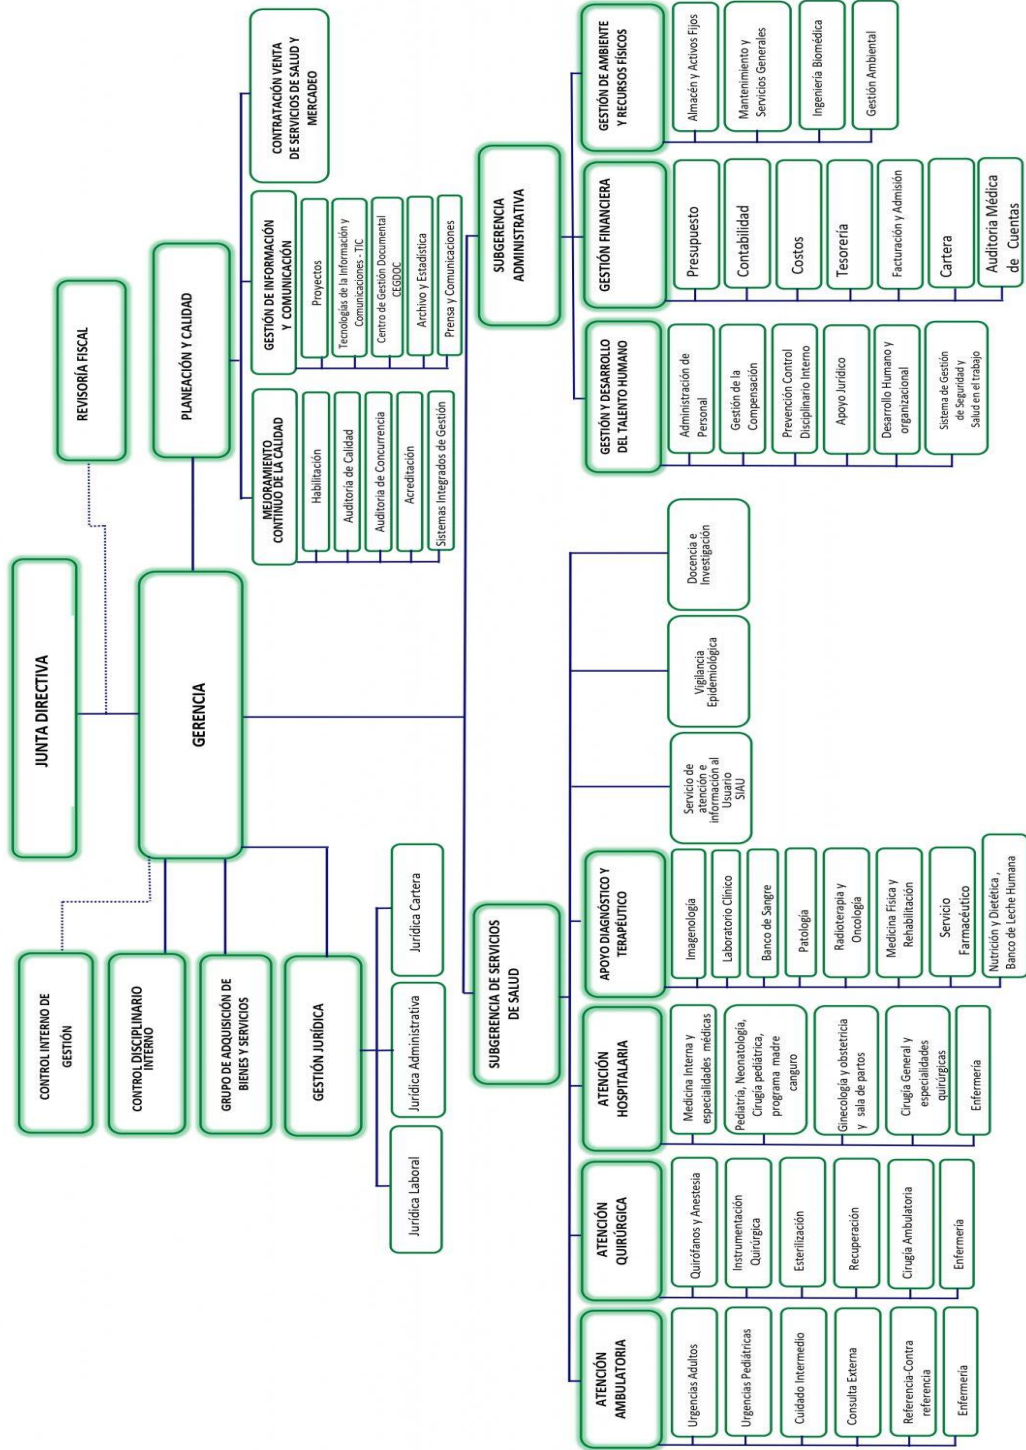 JUNTA DIRECTIVA
REVISORÍA FISCAL
GERENCIA
CONTROL INTERNO DE
GESTIÓN
CONTROL DISCIPLINARIO
INTERNO
GRUPO DE ADQUISICIÓN DE
BIENES Y SERVICIOS
GESTIÓN JURÍDICA
Jurídica Laboral
Jurídica Administrativa
Jurídica Cartera
PLANEACIÓN Y CALIDAD
MEJORAMIENTO
CONTINUO DE LA CALIDAD
Habilitación
Auditoría de Calidad
Auditoria de Concurrencia
Acreditación
Sistemas Integrados de Gestión
GESTIÓN DE INFORMACIÓN
Y COMUNICACIÓN
Proyectos
Tecnologías de la Información y
Comunicaciones - TIC
Centro de Gestión Documental
CEGDOC
Archivo y Estadística
Prensa y Comunicaciones
CONTRATACIÓN VENTA
DE SERVICIOS DE SALUD Y
MERCADEO
SUBGERENCIA DE SERVICIOS
DE SALUD
ATENCIÓN
AMBULATORIA
Urgencias Adultos
Urgencias Pediátricas
Cuidado Intermedio
Consulta Externa
Referencia-Contra
referencia
Enfermería
ATENCIÓN
QUIRÚRGICA
Quirófanos y Anestesia
Instrumentación
Quirúrgica
Esterilización
Recuperación
Cirugía Ambulatoria
Enfermería
ATENCIÓN
HOSPITALARIA
Medicina Interna y
especialidades médicas
Pediatría, Neonatología,
Cirugía pediátrica,
programa madre
canguro
Ginecología y obstetricia
y sala de partos
Cirugía General y
especialidades
quirúrgicas
Enfermería
APOYO DIAGNÓSTICO Y
TERAPÉUTICO
Imagenología
Laboratorio Clínico
Banco de Sangre
Patología
Radioterapia y
Oncología
Medicina Física y
Rehabilitación
Servicio
Farmacéutico
Nutrición y Dietética ,
Banco de Leche Humana
Servicio de
atención e
información al
Usuario
SIAU
Vigilancia
Epidemiológica
Docencia e
Investigación
SUBGERENCIA
ADMINISTRATIVA
GESTIÓN Y DESARROLLO
DEL TALENTO HUMANO
Administración de
Personal
Gestión de la
Compensación
Prevención Control
Disciplinario Interno
Apoyo Jurídico
Desarrollo Humano y
organizacional
Sistema de Gestión
de Seguridad y
Salud en el trabajo
GESTIÓN FINANCIERA
Presupuesto
Contabilidad
Costos
Tesorería
Facturación y Admisión
Cartera
Auditoria Médica
de Cuentas
GESTIÓN DE AMBIENTE
Y RECURSOS FÍSICOS
Almacén y Activos Fijos
Mantenimiento y
Servicios Generales
Ingeniería Biomédica
Gestión Ambiental